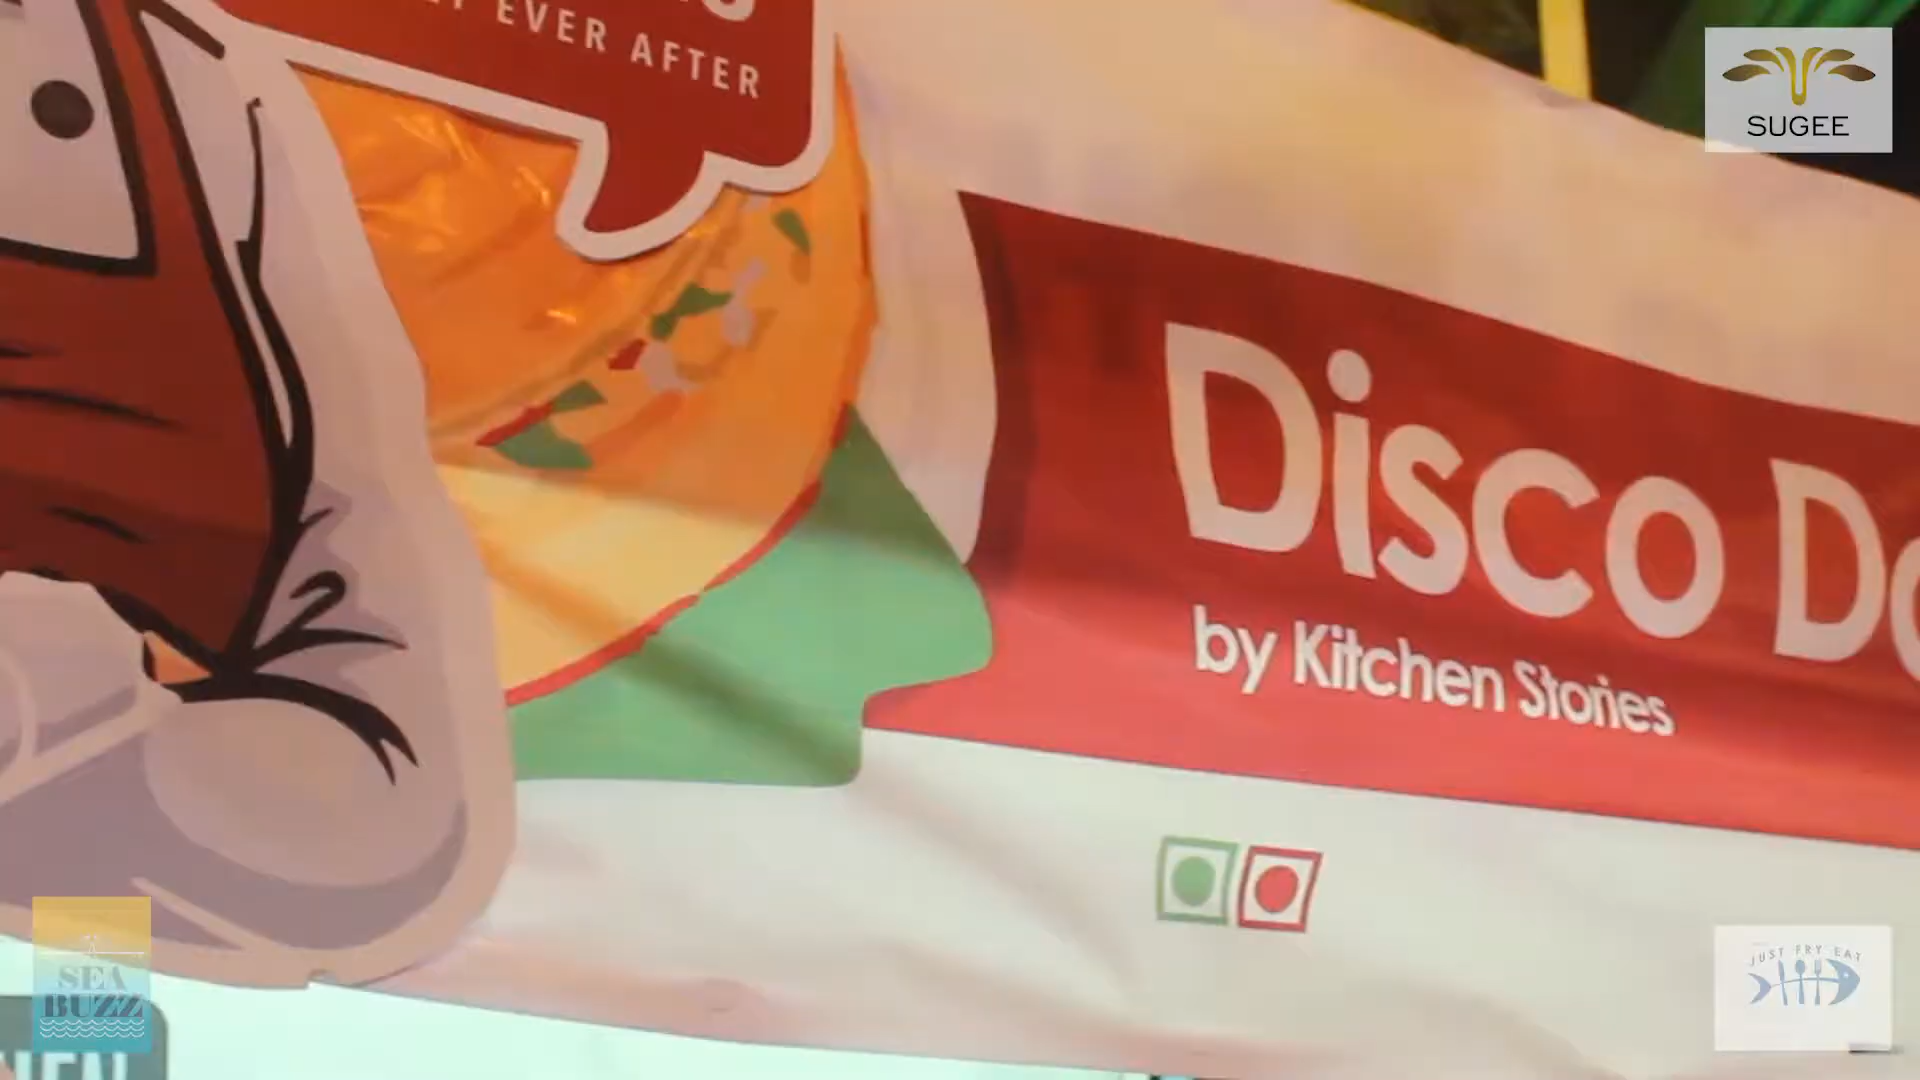 EVER AFTER
SUGEE
Disco
by Kitchen Stories
SEA
BUZZ
JUST FRY EAT